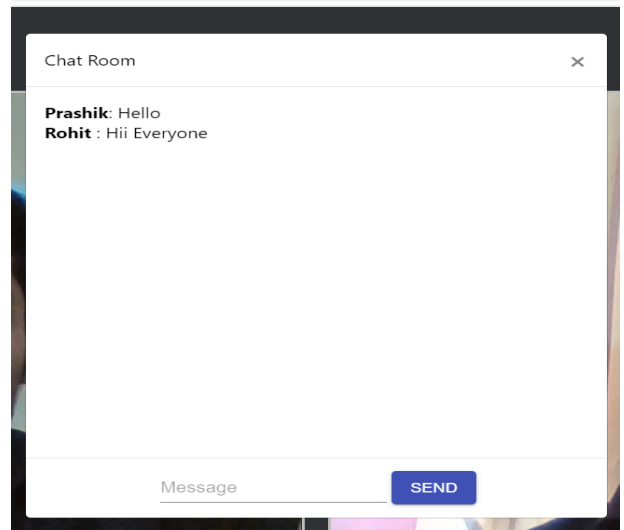 Chat Room ×
Prashik: Hello
Rohit : Hii Everyone
Message SEND